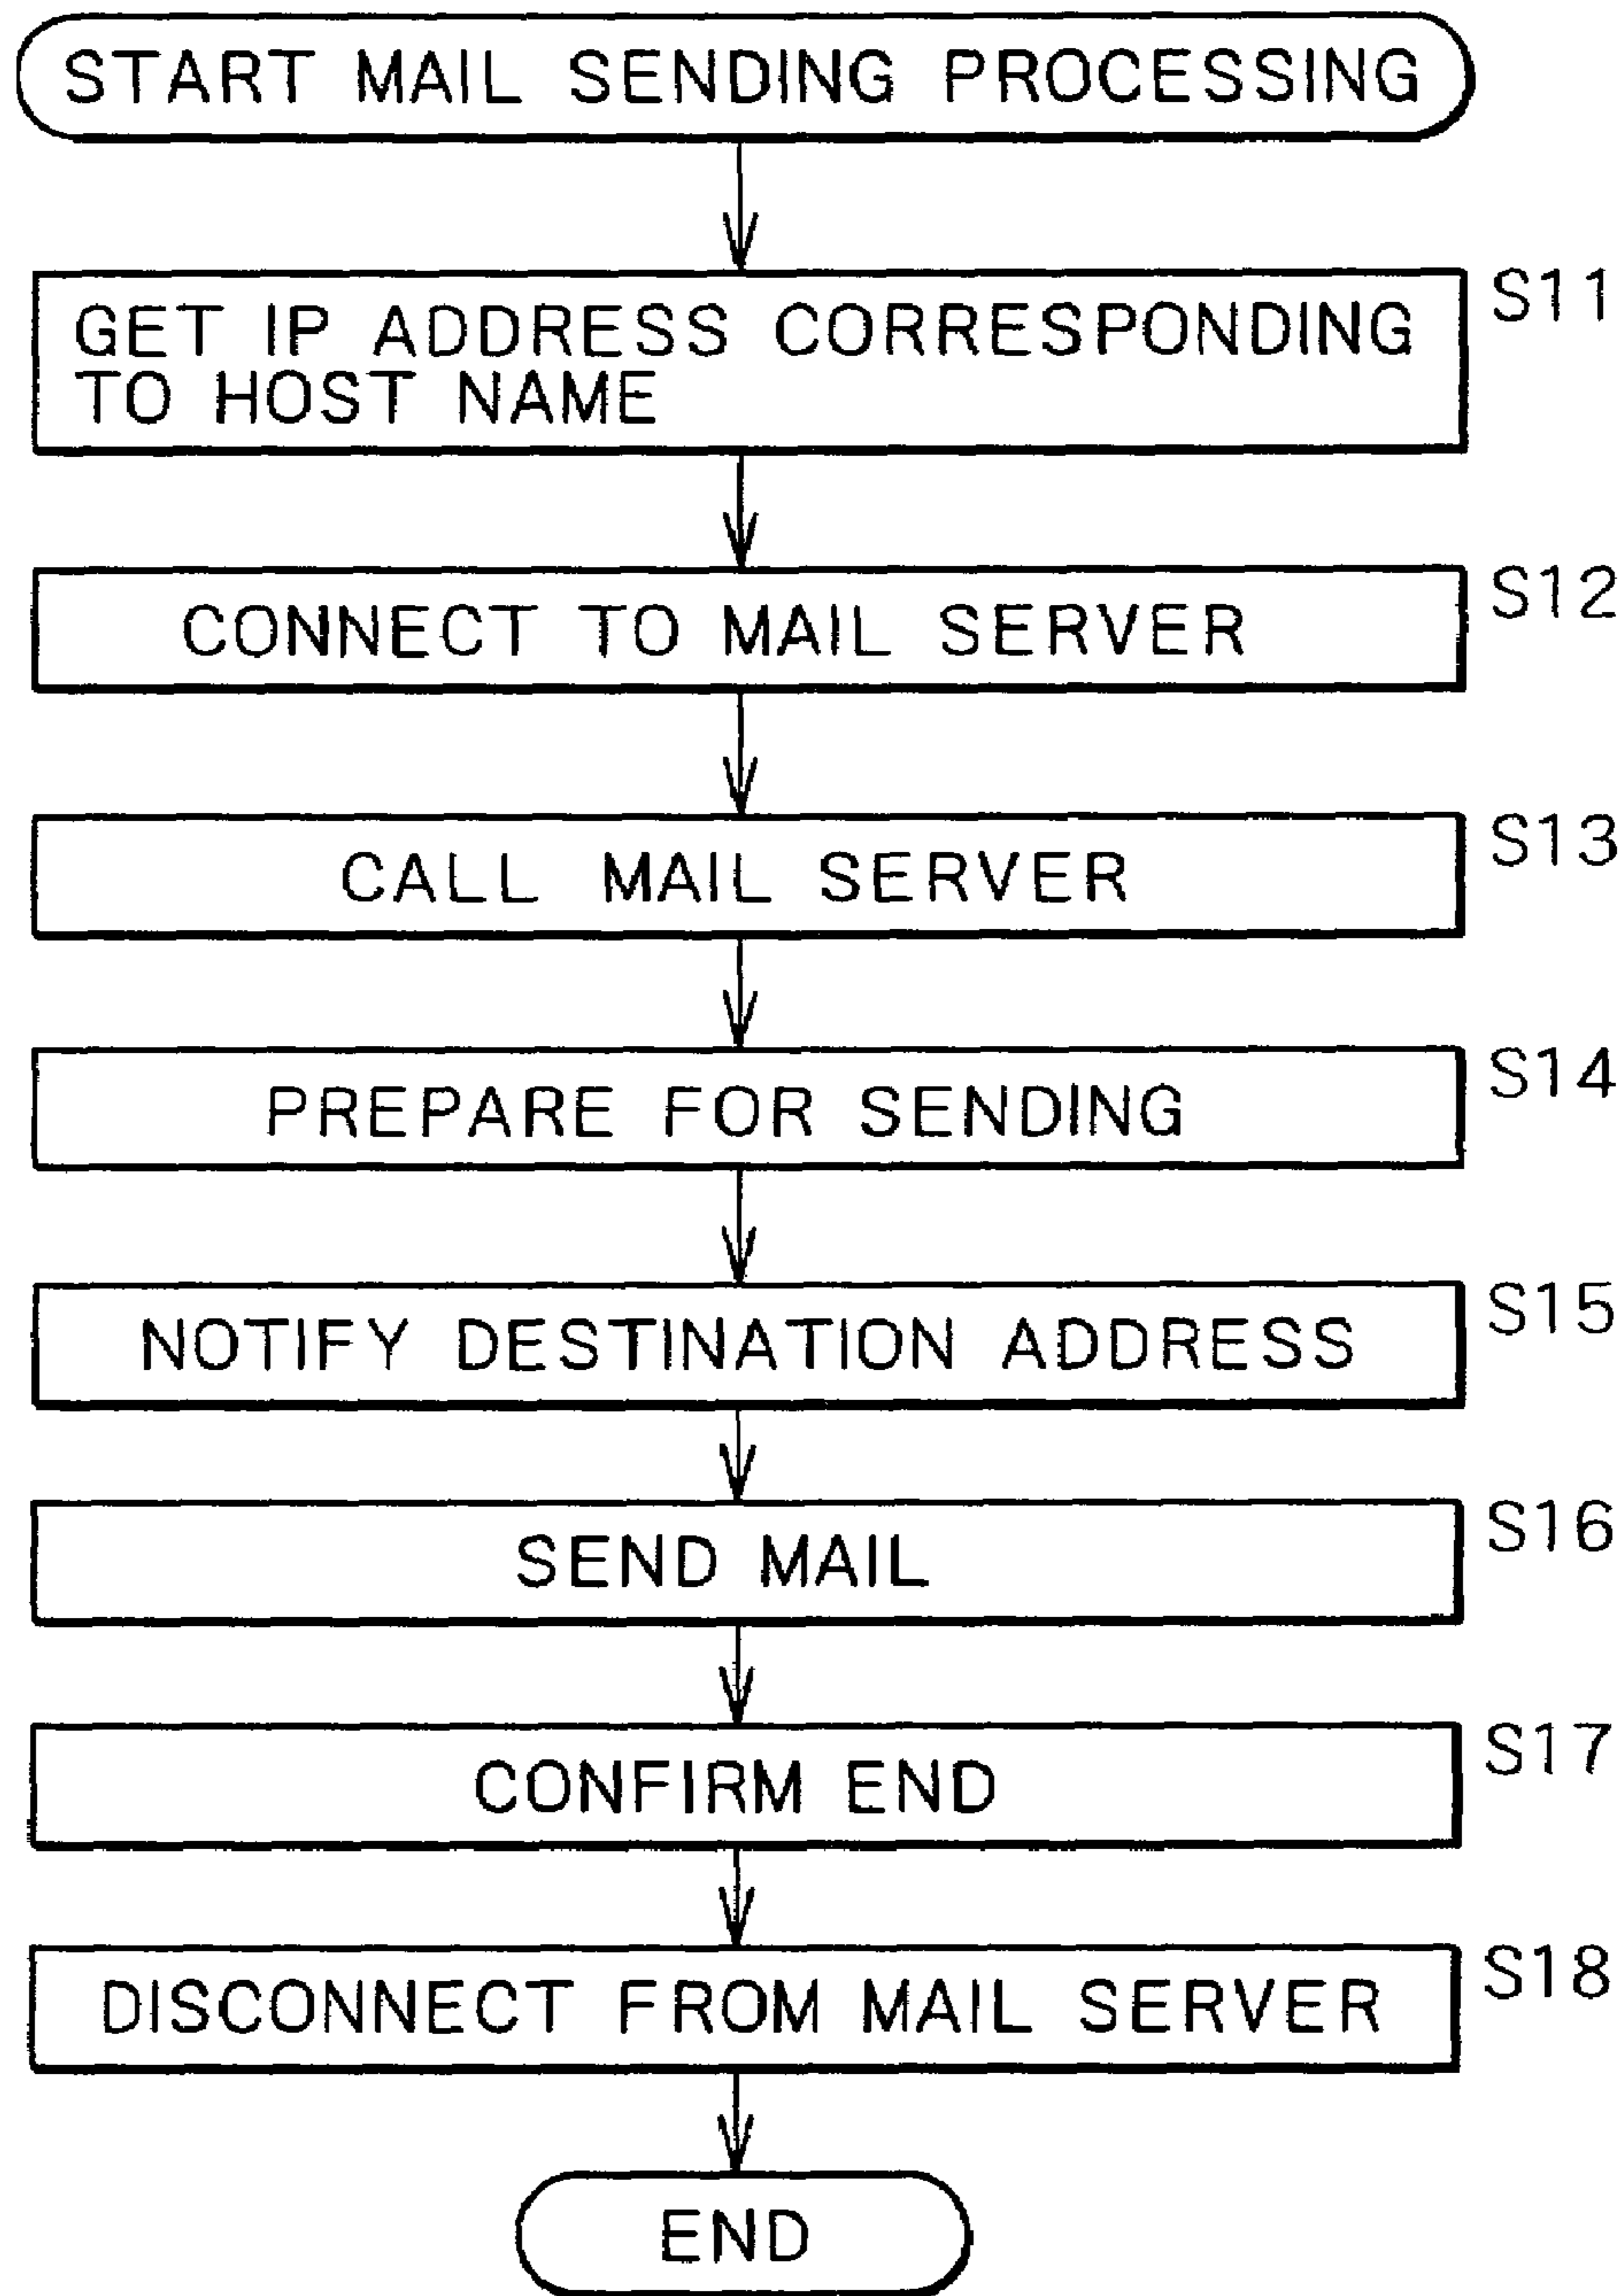 START MAIL SENDING PROCESSING
GET IP ADDRESS CORRESPONDING
TO HOST NAME
S11
CONNECT TO MAIL SERVER
S12
CALL MAIL SERVER
S13
PREPARE FOR SENDING
S14
NOTIFY DESTINATION ADDRESS
S15
SEND MAIL
S16
CONFIRM END
S17
DISCONNECT FROM MAIL SERVER
S18
END